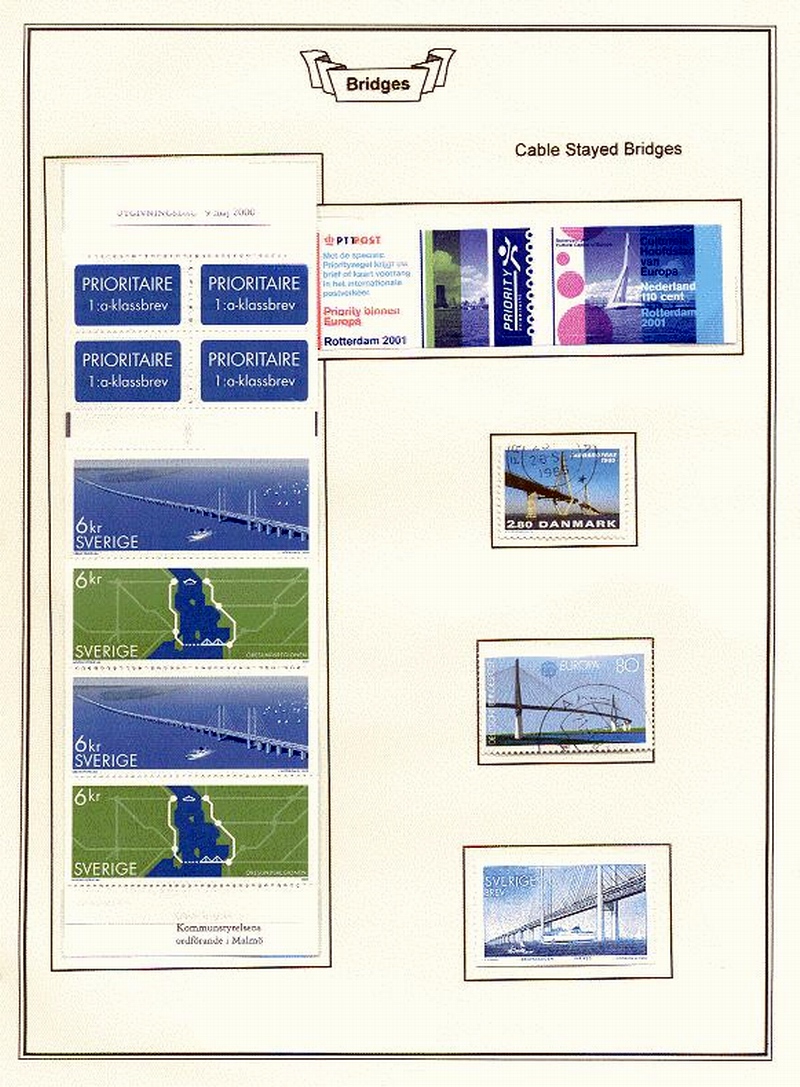 Bridges
Cable Stayed Bridges
UTGIVNINGSDAG 9 maj 2000
PRIORITAIRE
1:a-klassbrev
PRIORITAIRE
1:a-klassbrev
PRIORITAIRE
1:a-klassbrev
PRIORITAIRE
1:a-klassbrev
6kr
SVERIGE
6kr
SVERIGE
ÖRESUNDSREGIONEN
6kr
SVERIGE
6kr
SVERIGE
ÖRESUNDSREGIONEN
Kommunstyrelsens
ordförande i Malmö
PTT POST
Met de speciale
Priorityzegel krijgt uw
brief of kaart voorrang
in het internationale
postverkeer.
Priority binnen
Europa
Rotterdam 2001
PRIORITY
Culturele
Hoofdstad
van
Europa
Nederland
110 cent
Rotterdam
2001
2.80 DANMARK
EUROPA 80
SVERIGE
BREV